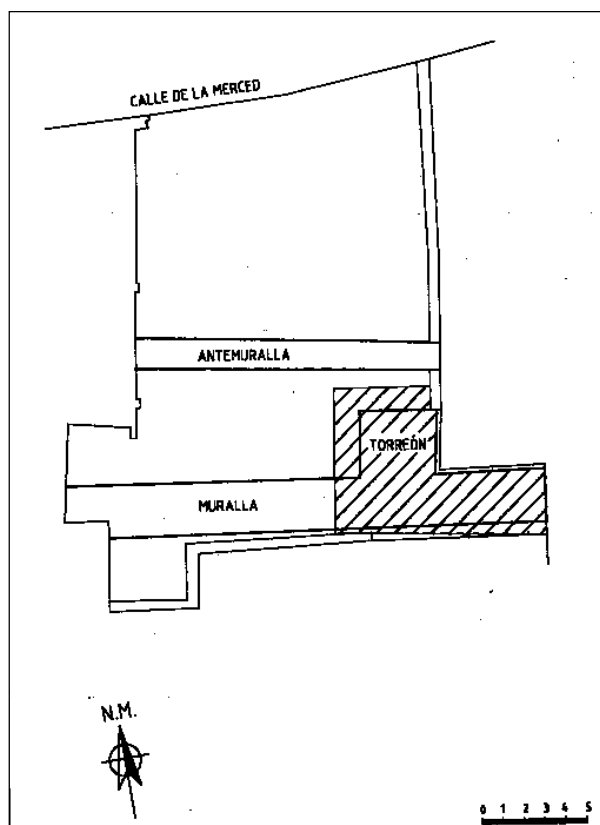 CALLE DE LA MERCED
ANTEMURALLA
TORREÓN
MURALLA
N.M.
0 1 2 3 4 5